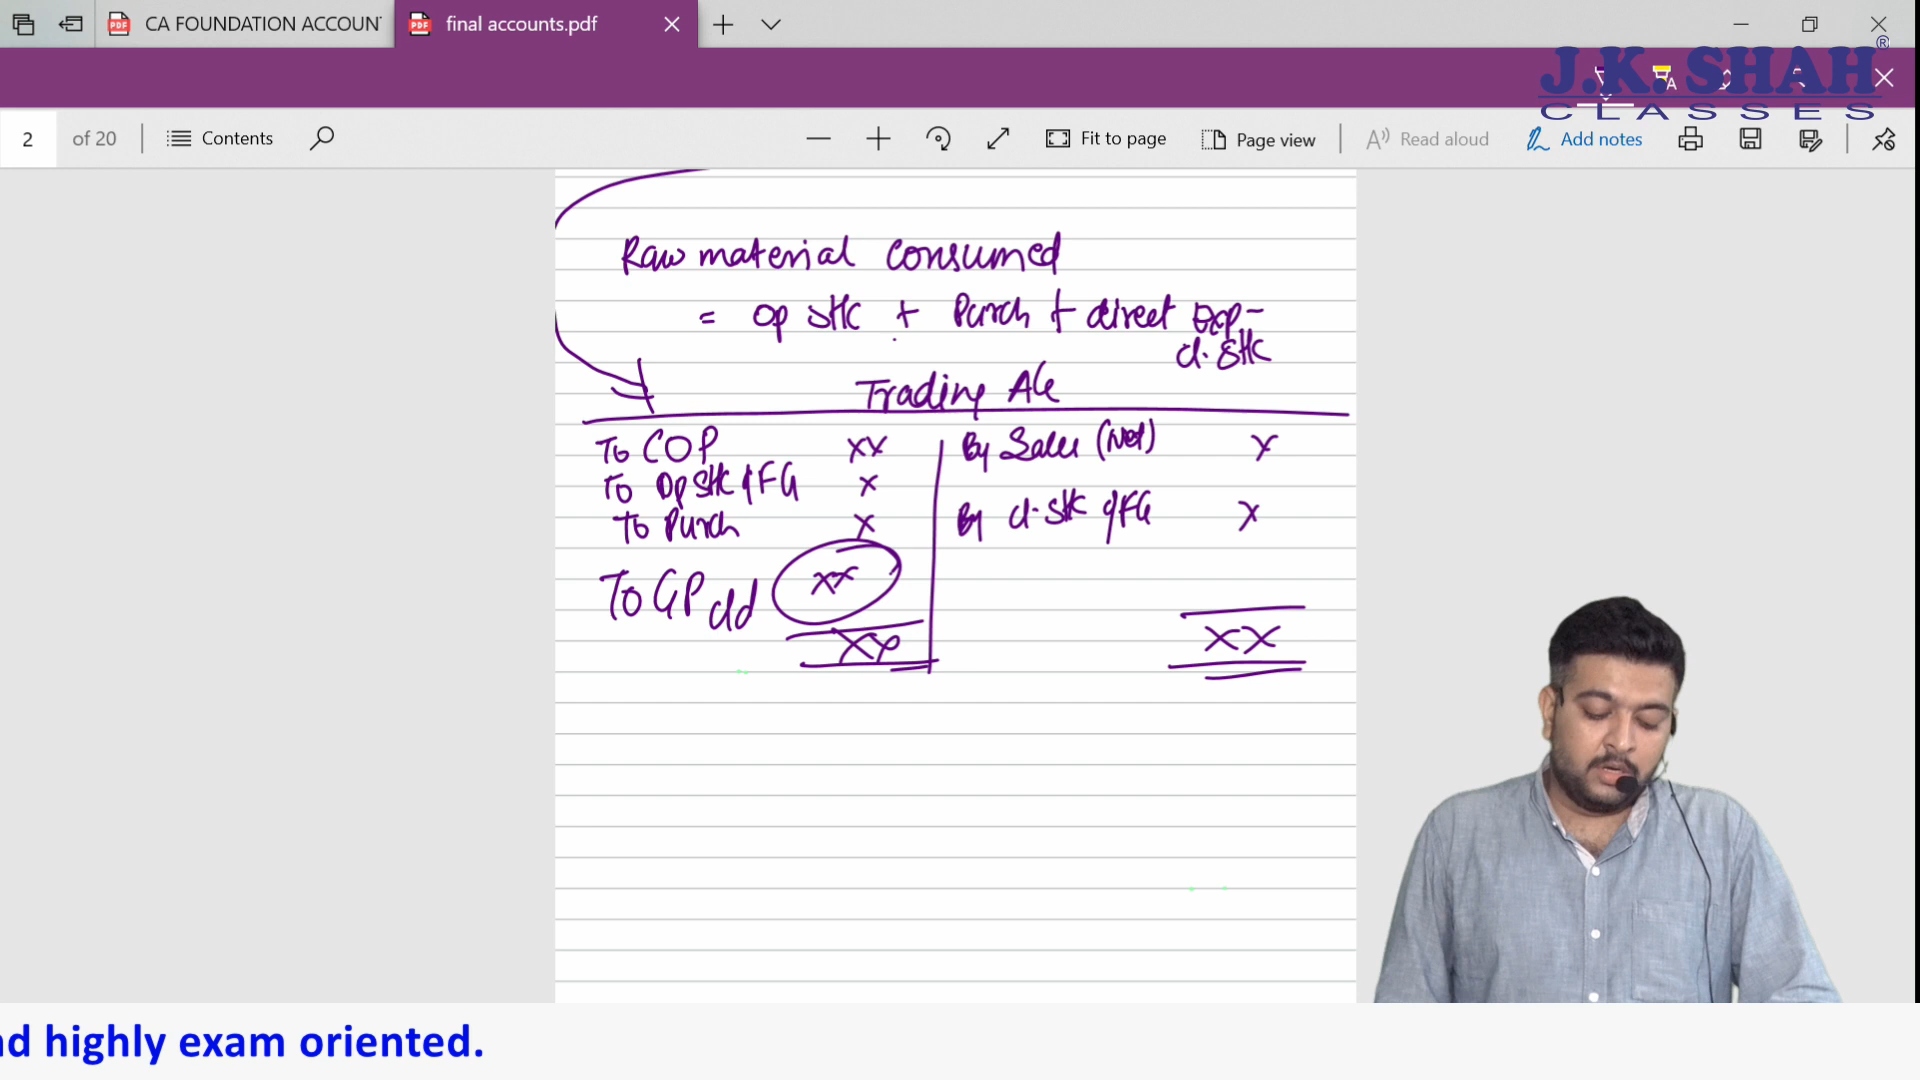 CA FOUNDATION ACCOUN
final accounts.pdf
J.K. SHAH®
CLASSES
2 of 20
Contents
Fit to page
Page view
Read aloud
Add notes
Raw material consumed
= Op stk + Purch + direct Exp -
cl. stk
Trading A/c
To COP XX By Sales (Net) X
To Op stk of FG X
To Purch X By cl. stk of FG X
To GP c/d XX
XX XX
nd highly exam oriented.